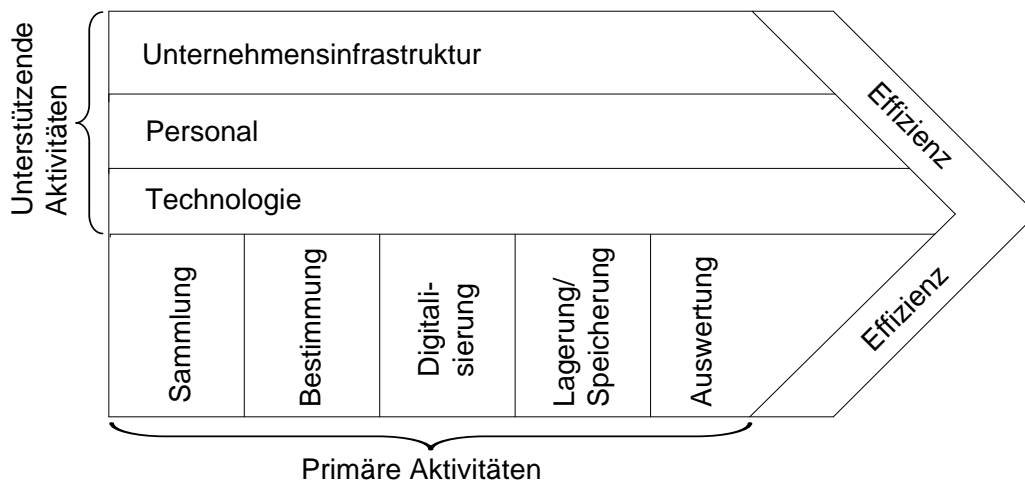 Unterstützende
Aktivitäten
Unternehmensinfrastruktur
Personal
Technologie
Effizienz
Effizienz
Sammlung
Bestimmung
Digitali-
sierung
Lagerung/
Speicherung
Auswertung
Primäre Aktivitäten